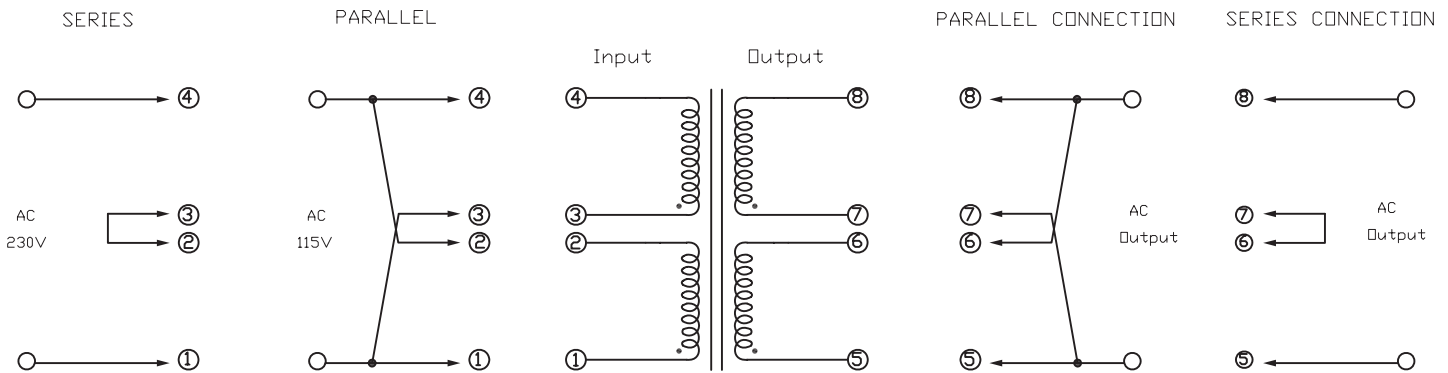 SERIES
PARALLEL
PARALLEL CONNECTION
SERIES CONNECTION
Input
Output
4
3
2
1
AC
230V
4
3
2
1
AC
115V
4
3
2
1
8
7
6
5
8
7
6
5
AC
Output
8
7
6
5
AC
Output